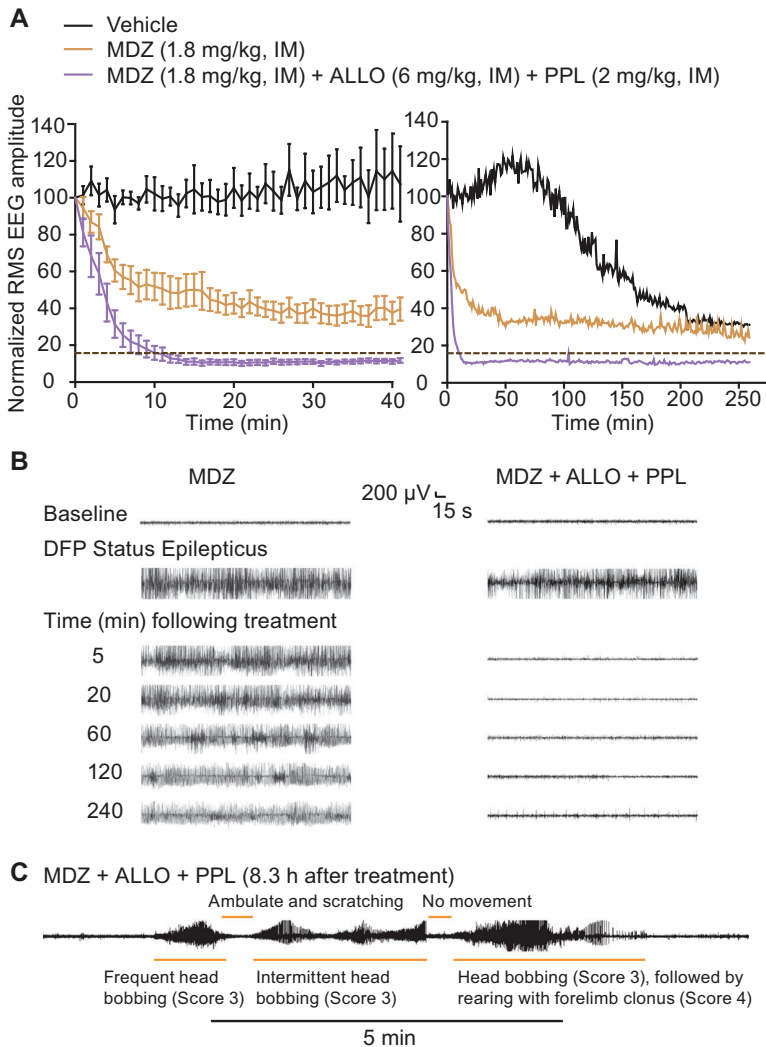 A
Vehicle
MDZ (1.8 mg/kg, IM)
MDZ (1.8 mg/kg, IM) + ALLO (6 mg/kg, IM) + PPL (2 mg/kg, IM)
Normalized RMS EEG amplitude
140
120
100
80
60
40
20
0
0 10 20 30 40
Time (min)
140
120
100
80
60
40
20
0
0 50 100 150 200 250
Time (min)
B
MDZ
200 µV
15 s
MDZ + ALLO + PPL
Baseline
DFP Status Epilepticus
Time (min) following treatment
5
20
60
120
240
C
MDZ + ALLO + PPL (8.3 h after treatment)
Ambulate and scratching
No movement
Frequent head
bobbing (Score 3)
Intermittent head
bobbing (Score 3)
Head bobbing (Score 3), followed by
rearing with forelimb clonus (Score 4)
5 min